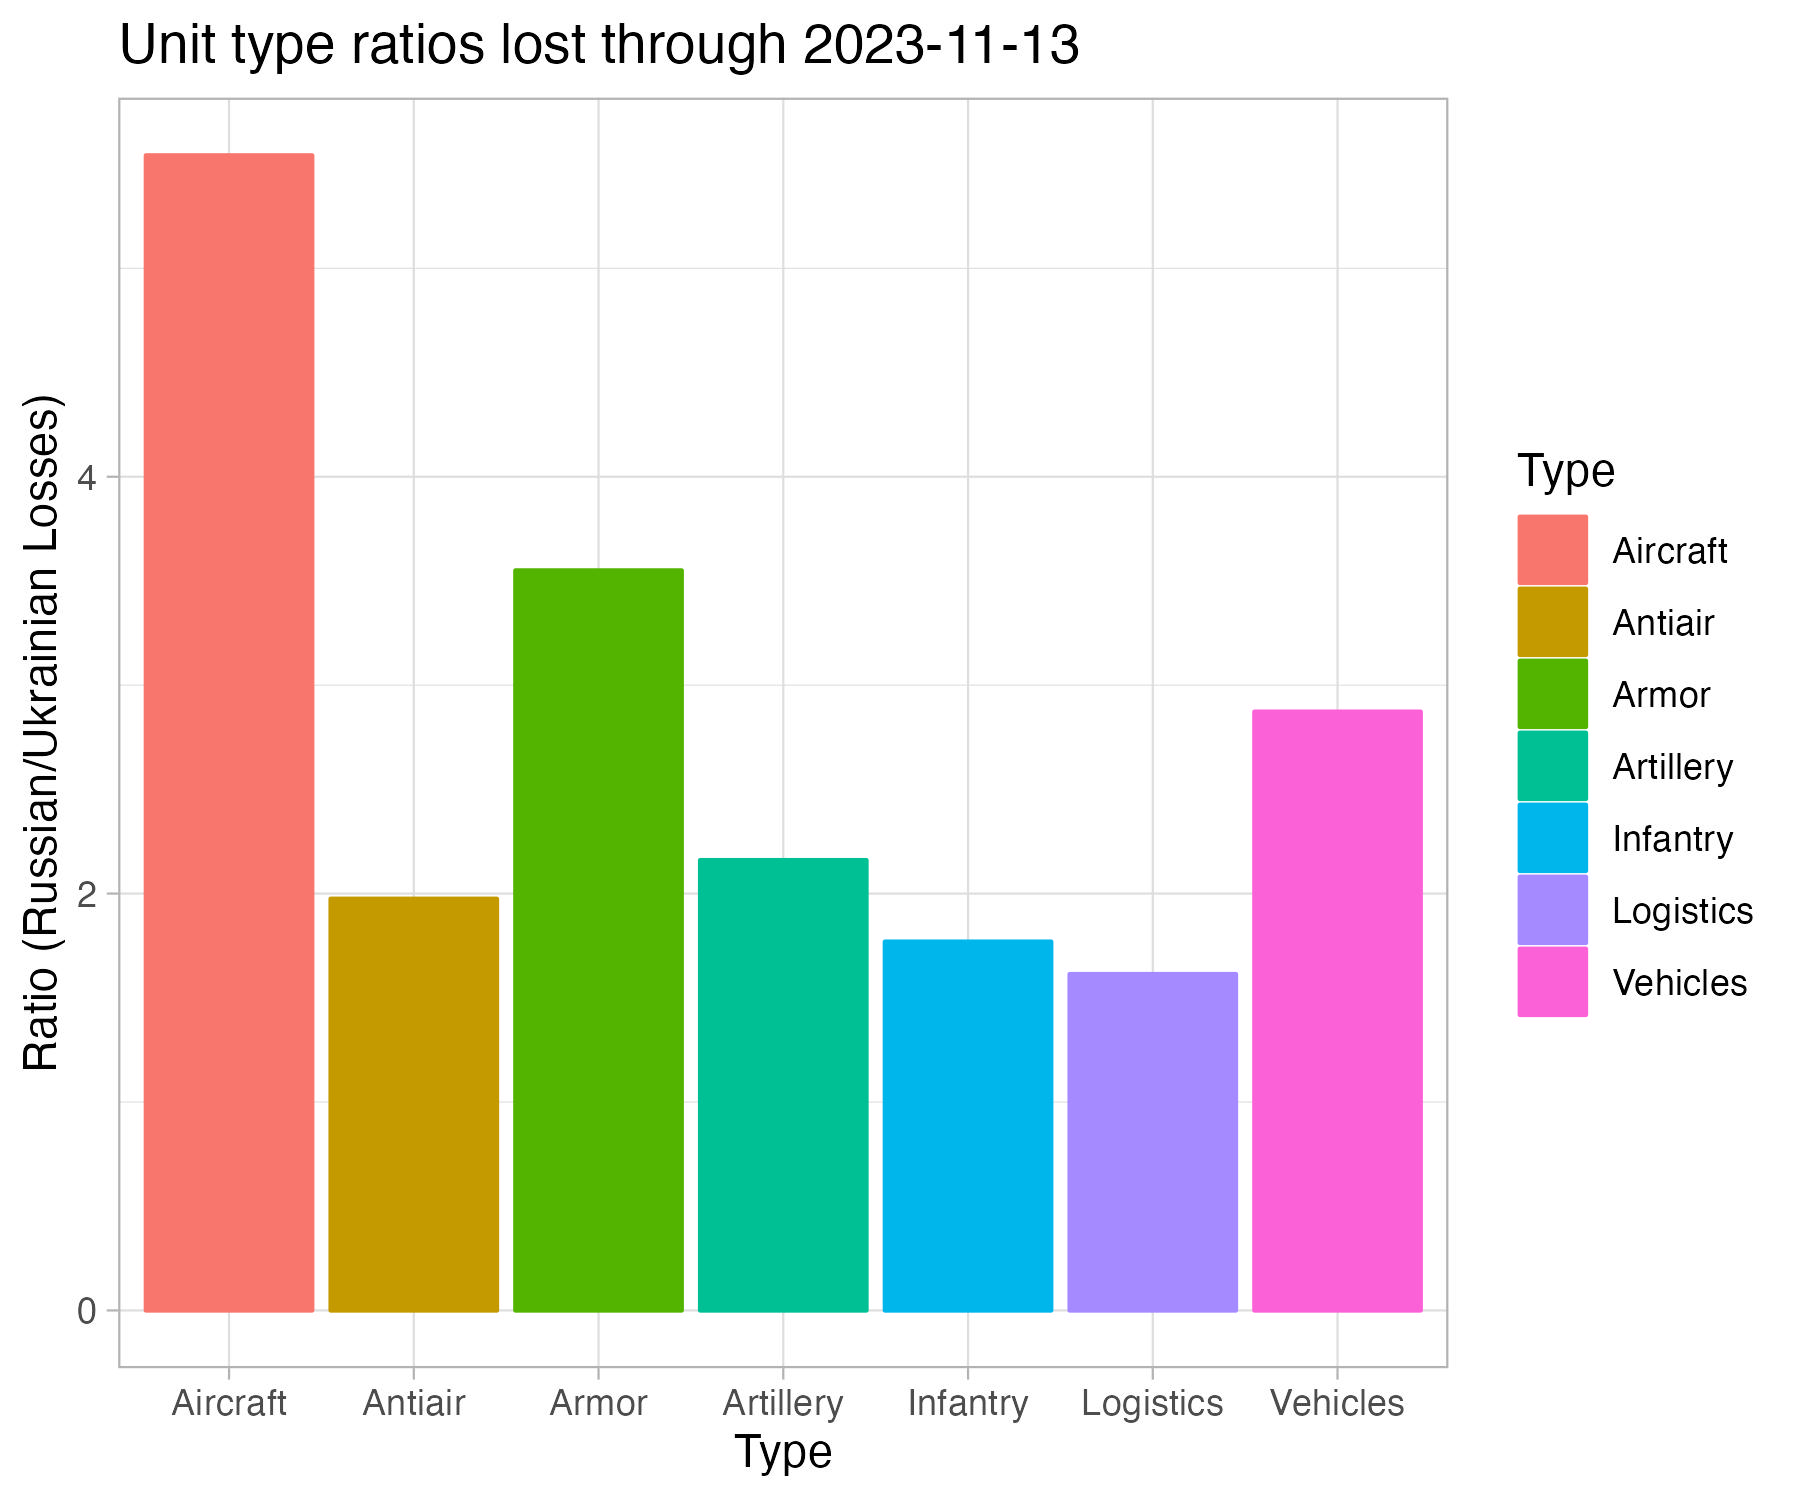 Unit type ratios lost through 2023-11-13
Ratio (Russian/Ukrainian Losses)
4
2
0
Aircraft
Antiair
Armor
Artillery
Infantry
Logistics
Vehicles
Type
Type
Aircraft
Antiair
Armor
Artillery
Infantry
Logistics
Vehicles